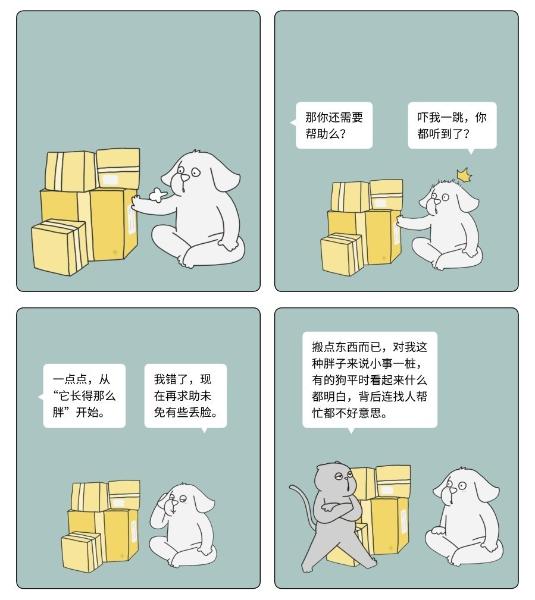 那你还需要
帮助么？
吓我一跳，你
都听到了？
一点点，从
“它长得那么
胖”开始。
我错了，现
在再求助未
免有些丢脸。
搬点东西而已，对我这
种胖子来说小事一桩，
有的狗平时看起来什么
都明白，背后连找人帮
忙都不好意思。